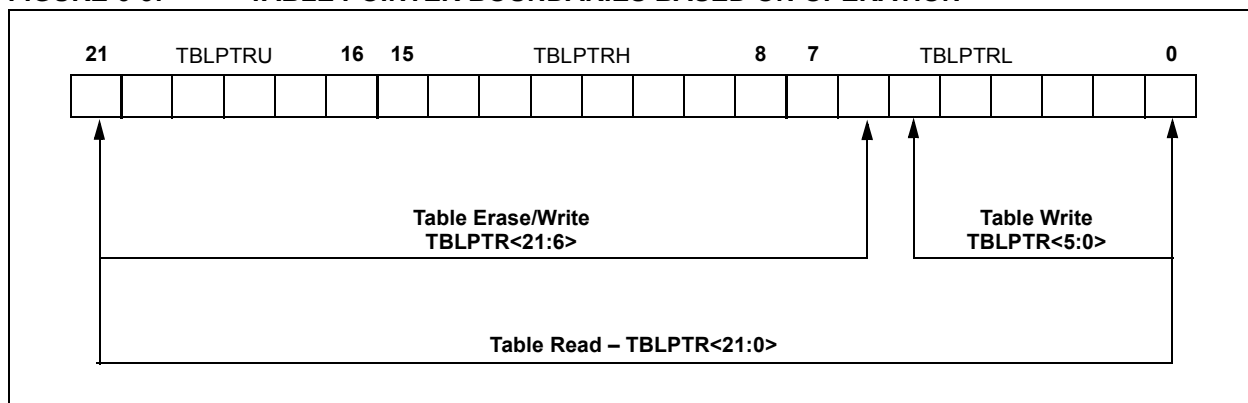 21 TBLPTRU 16 15 TBLPTRH 8 7 TBLPTRL 0
Table Erase/Write
TBLPTR<21:6>
Table Write
TBLPTR<5:0>
Table Read – TBLPTR<21:0>